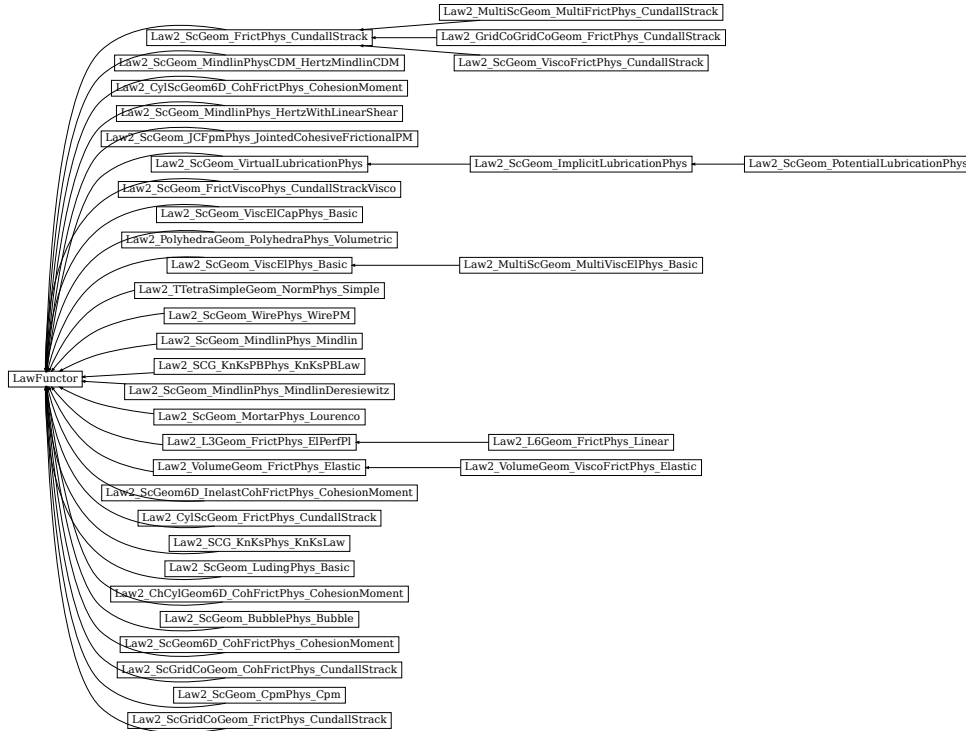 Law2_MultiScGeom_MultiFrictPhys_CundallStrack
Law2_ScGeom_FrictPhys_CundallStrack
Law2_GridCoGridCoGeom_FrictPhys_CundallStrack
Law2_ScGeom_MindlinPhysCDM_HertzMindlinCDM
Law2_ScGeom_ViscoFrictPhys_CundallStrack
Law2_CylScGeom6D_CohFrictPhys_CohesionMoment
Law2_ScGeom_MindlinPhys_HertzWithLinearShear
Law2_ScGeom_JCFpmPhys_JointedCohesiveFrictionalPM
Law2_ScGeom_VirtualLubricationPhys
Law2_ScGeom_ImplicitLubricationPhys
Law2_ScGeom_PotentialLubricationPhys
Law2_ScGeom_FrictViscoPhys_CundallStrackVisco
Law2_ScGeom_ViscElCapPhys_Basic
Law2_PolyhedraGeom_PolyhedraPhys_Volumetric
Law2_ScGeom_ViscElPhys_Basic
Law2_MultiScGeom_MultiViscElPhys_Basic
Law2_TTetraSimpleGeom_NormPhys_Simple
Law2_ScGeom_WirePhys_WirePM
Law2_ScGeom_MindlinPhys_Mindlin
Law2_SCG_KnKsPBPhys_KnKsPBLaw
LawFunctor
Law2_ScGeom_MindlinPhys_MindlinDeresiewitz
Law2_ScGeom_MortarPhys_Lourenco
Law2_L3Geom_FrictPhys_ElPerfPl
Law2_L6Geom_FrictPhys_Linear
Law2_VolumeGeom_FrictPhys_Elastic
Law2_VolumeGeom_ViscoFrictPhys_Elastic
Law2_ScGeom6D_InelastCohFrictPhys_CohesionMoment
Law2_CylScGeom_FrictPhys_CundallStrack
Law2_SCG_KnKsPhys_KnKsLaw
Law2_ScGeom_LudingPhys_Basic
Law2_ChCylGeom6D_CohFrictPhys_CohesionMoment
Law2_ScGeom_BubblePhys_Bubble
Law2_ScGeom6D_CohFrictPhys_CohesionMoment
Law2_ScGridCoGeom_CohFrictPhys_CundallStrack
Law2_ScGeom_CpmPhys_Cpm
Law2_ScGridCoGeom_FrictPhys_CundallStrack